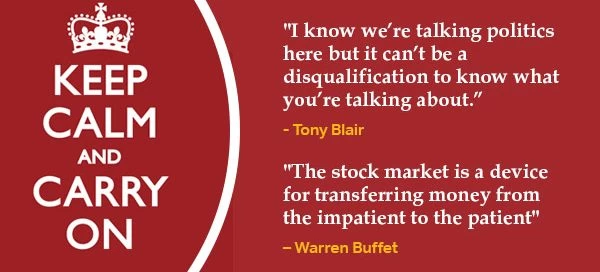 KEEP
CALM
AND
CARRY
ON
"I know we’re talking politics
here but it can’t be a
disqualification to know what
you’re talking about.”
- Tony Blair
"The stock market is a device
for transferring money from
the impatient to the patient"
– Warren Buffet